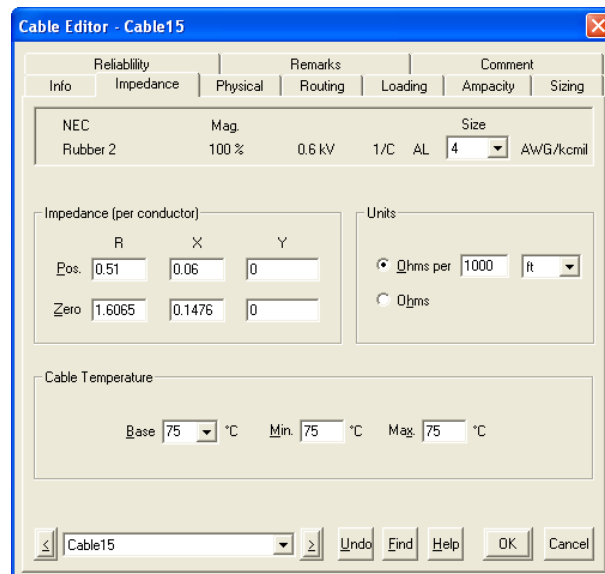 Cable Editor - Cable15
Reliablility Remarks Comment
Info Impedance Physical Routing Loading Ampacity Sizing
NEC Mag. Size
Rubber 2 100 % 0.6 kV 1/C AL 4 AWG/kcmil
Impedance (per conductor) Units
R X Y
Pos. 0.51 0.06 0 Ohms per 1000 ft
Zero 1.6065 0.1476 0 Ohms
Cable Temperature
Base 75 °C Min. 75 °C Max. 75 °C
< Cable15 > Undo Find Help OK Cancel